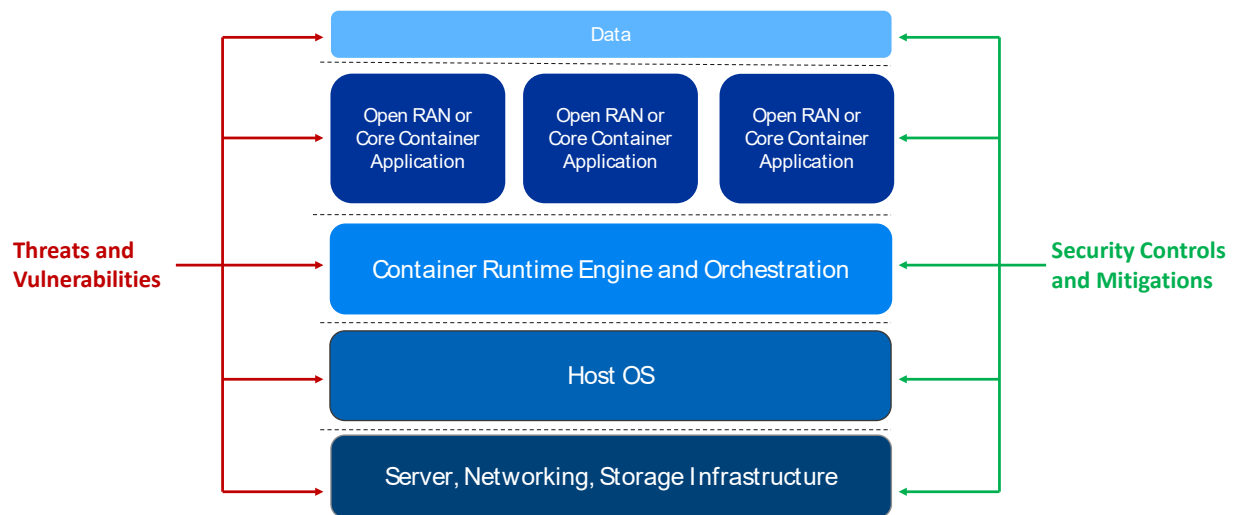 Data
Open RAN or
Core Container
Application
Open RAN or
Core Container
Application
Open RAN or
Core Container
Application
Threats and
Vulnerabilities
Container Runtime Engine and Orchestration
Security Controls
and Mitigations
Host OS
Server, Networking, Storage Infrastructure